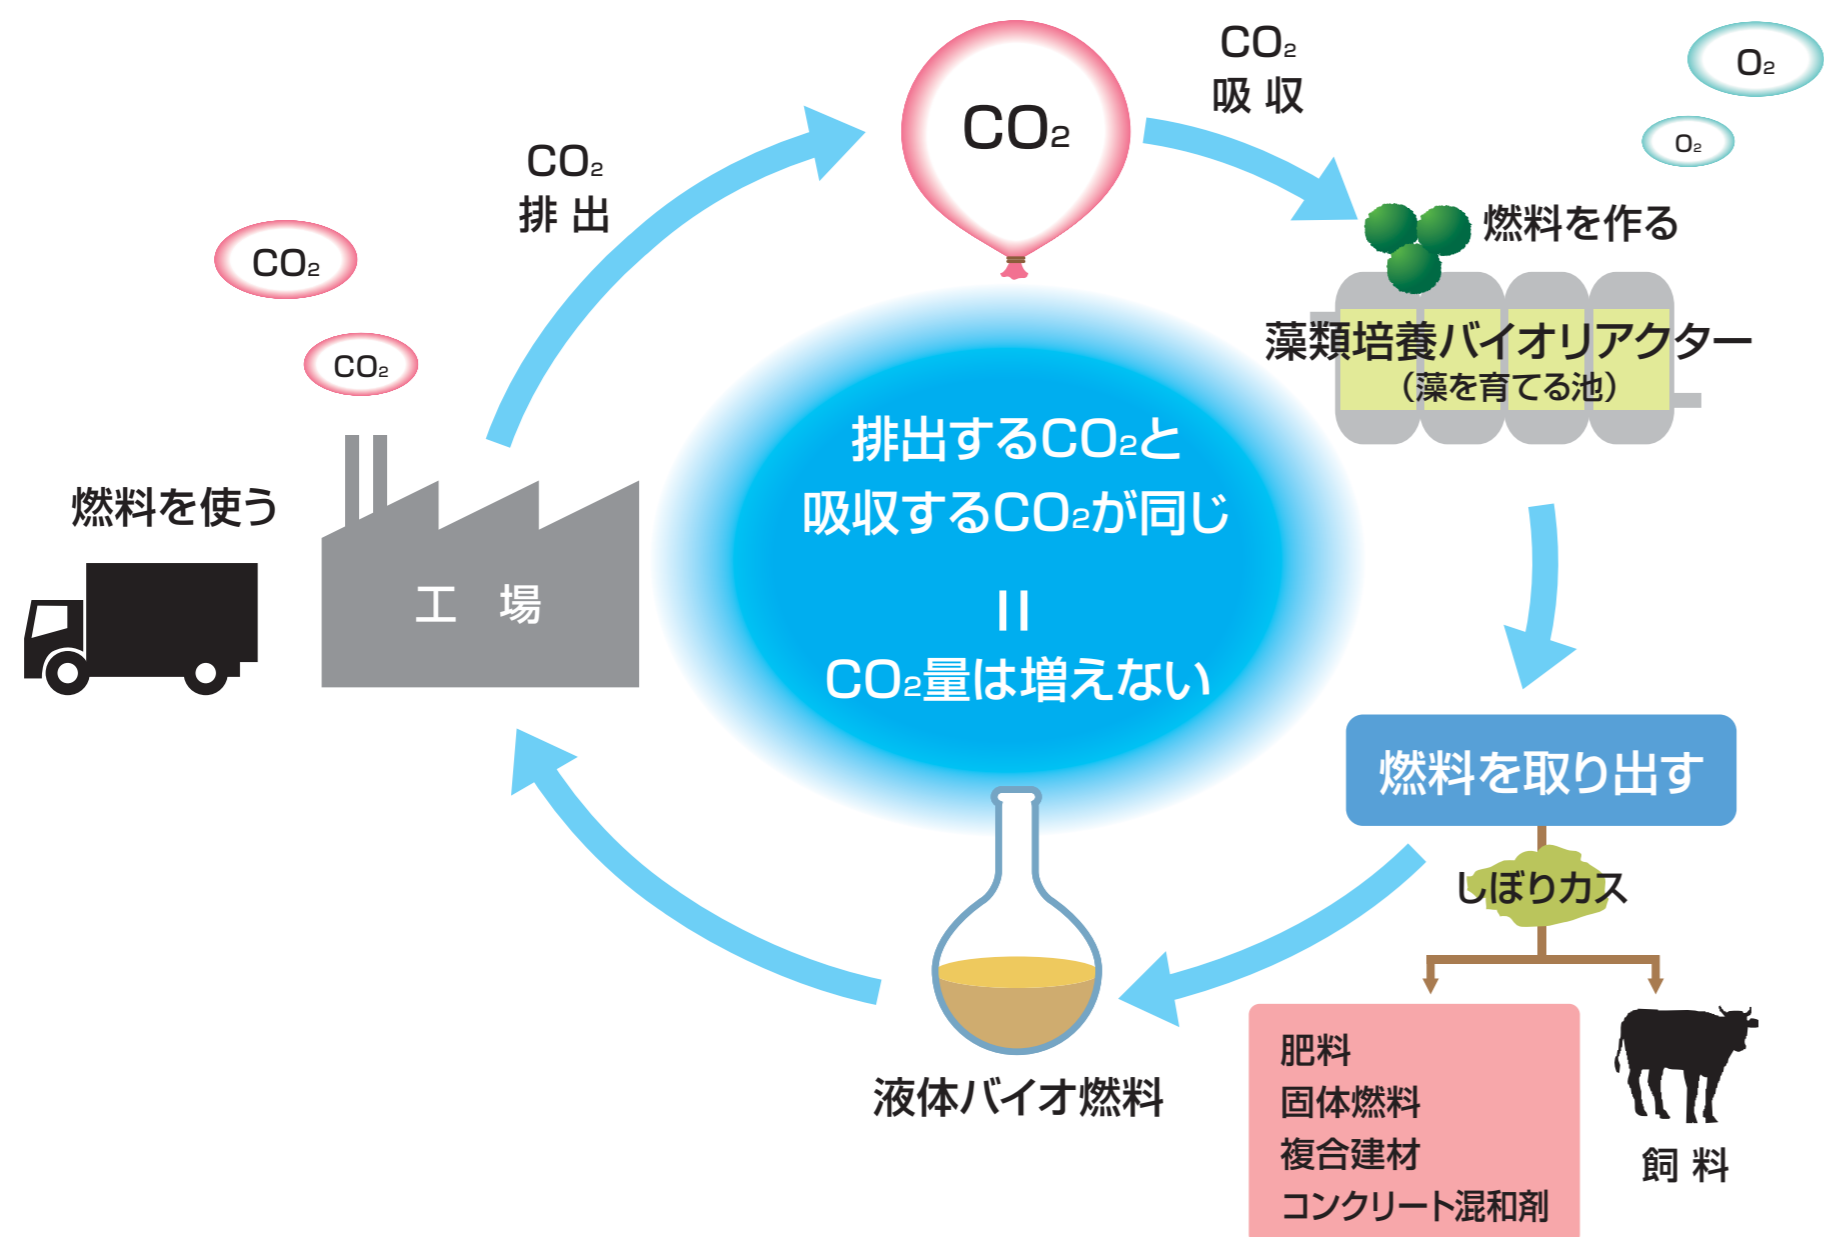 CO₂
CO₂
吸収
O₂
O₂
CO₂
排出
CO₂
CO₂
燃料を作る
藻類培養バイオリアクター
（藻を育てる池）
排出するCO₂と
吸収するCO₂が同じ
=
CO₂量は増えない
燃料を使う
工場
燃料を取り出す
しぼりカス
液体バイオ燃料
肥料
固体燃料
複合建材
コンクリート混和剤
飼料